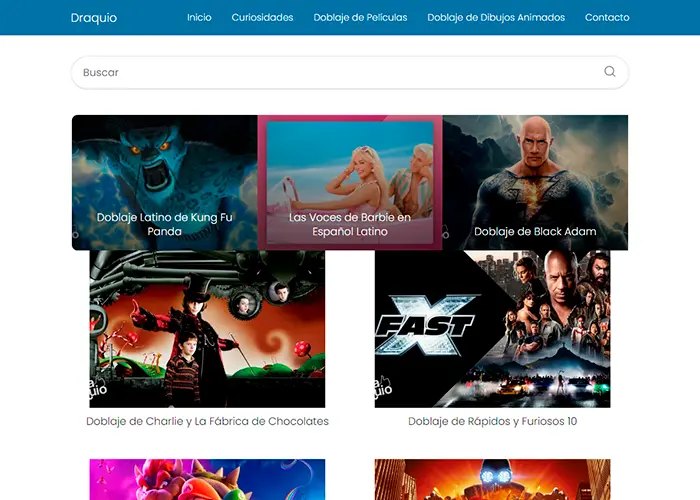 Draquio
Inicio
Curiosidades
Doblaje de Películas
Doblaje de Dibujos Animados
Contacto
Buscar
Doblaje Latino de Kung Fu
Panda
Las Voces de Barbie en
Español Latino
Doblaje de Black Adam
FAST
X
Doblaje de Charlie y La Fábrica de Chocolates
Doblaje de Rápidos y Furiosos 10